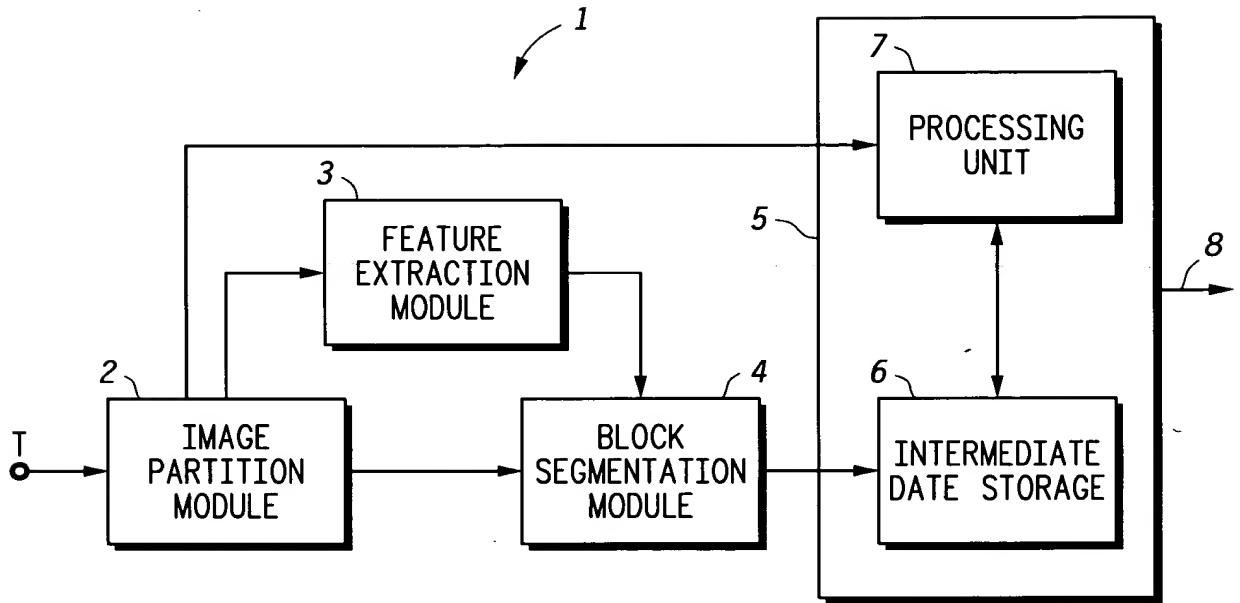 1
7
PROCESSING
UNIT
3
FEATURE
EXTRACTION
MODULE
5
8
2
4
6
T
IMAGE
PARTITION
MODULE
BLOCK
SEGMENTATION
MODULE
INTERMEDIATE
DATE STORAGE